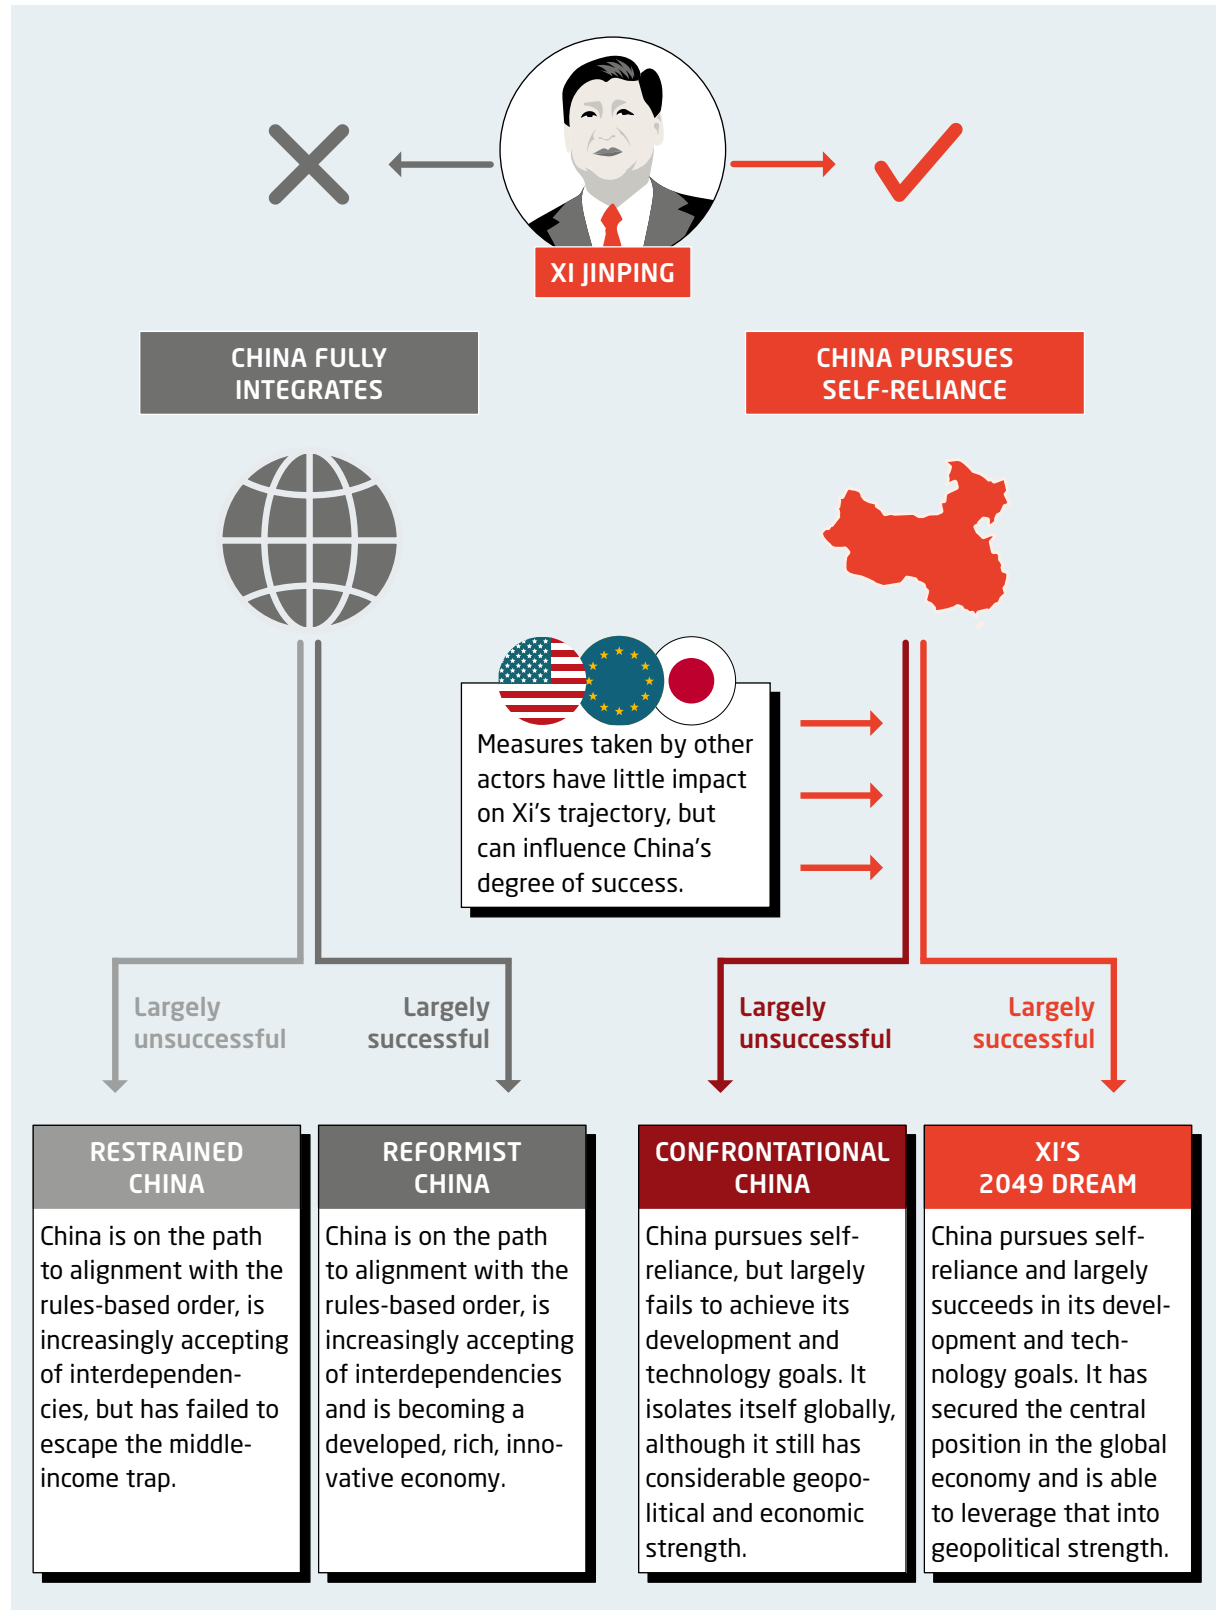 XI JINPING
CHINA FULLY
INTEGRATES
CHINA PURSUES
SELF-RELIANCE
Measures taken by other
actors have little impact
on Xi's trajectory, but
can influence China's
degree of success.
Largely
unsuccessful
Largely
successful
Largely
unsuccessful
Largely
successful
RESTRAINED
CHINA
China is on the path
to alignment with the
rules-based order, is
increasingly accepting
of interdependen-
cies, but has failed to
escape the middle-
income trap.
REFORMIST
CHINA
China is on the path
to alignment with the
rules-based order, is
increasingly accepting
of interdependencies
and is becoming a
developed, rich, inno-
vative economy.
CONFRONTATIONAL
CHINA
China pursues self-
reliance, but largely
fails to achieve its
development and
technology goals. It
isolates itself globally,
although it still has
considerable geopo-
litical and economic
strength.
XI'S
2049 DREAM
China pursues self-
reliance and largely
succeeds in its devel-
opment and tech-
nology goals. It has
secured the central
position in the global
economy and is able
to leverage that into
geopolitical strength.